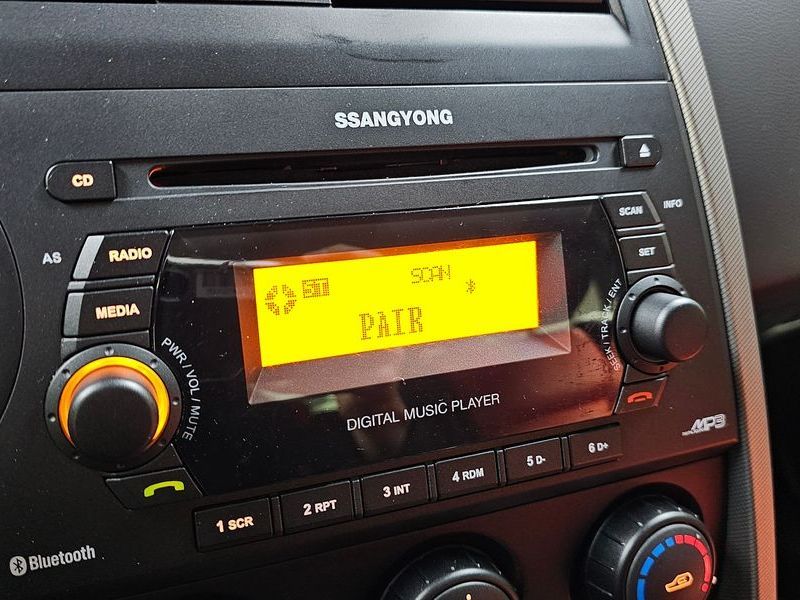 SSANGYONG
CD
SCAN
INFO
AS
RADIO
SET
MEDIA
ST
SCAN
PAIR
PWR / VOL / MUTE
SEEK / TRACK / ENT
DIGITAL MUSIC PLAYER
MP3
1 SCR
2 RPT
3 INT
4 RDM
5 D-
6 D+
Bluetooth